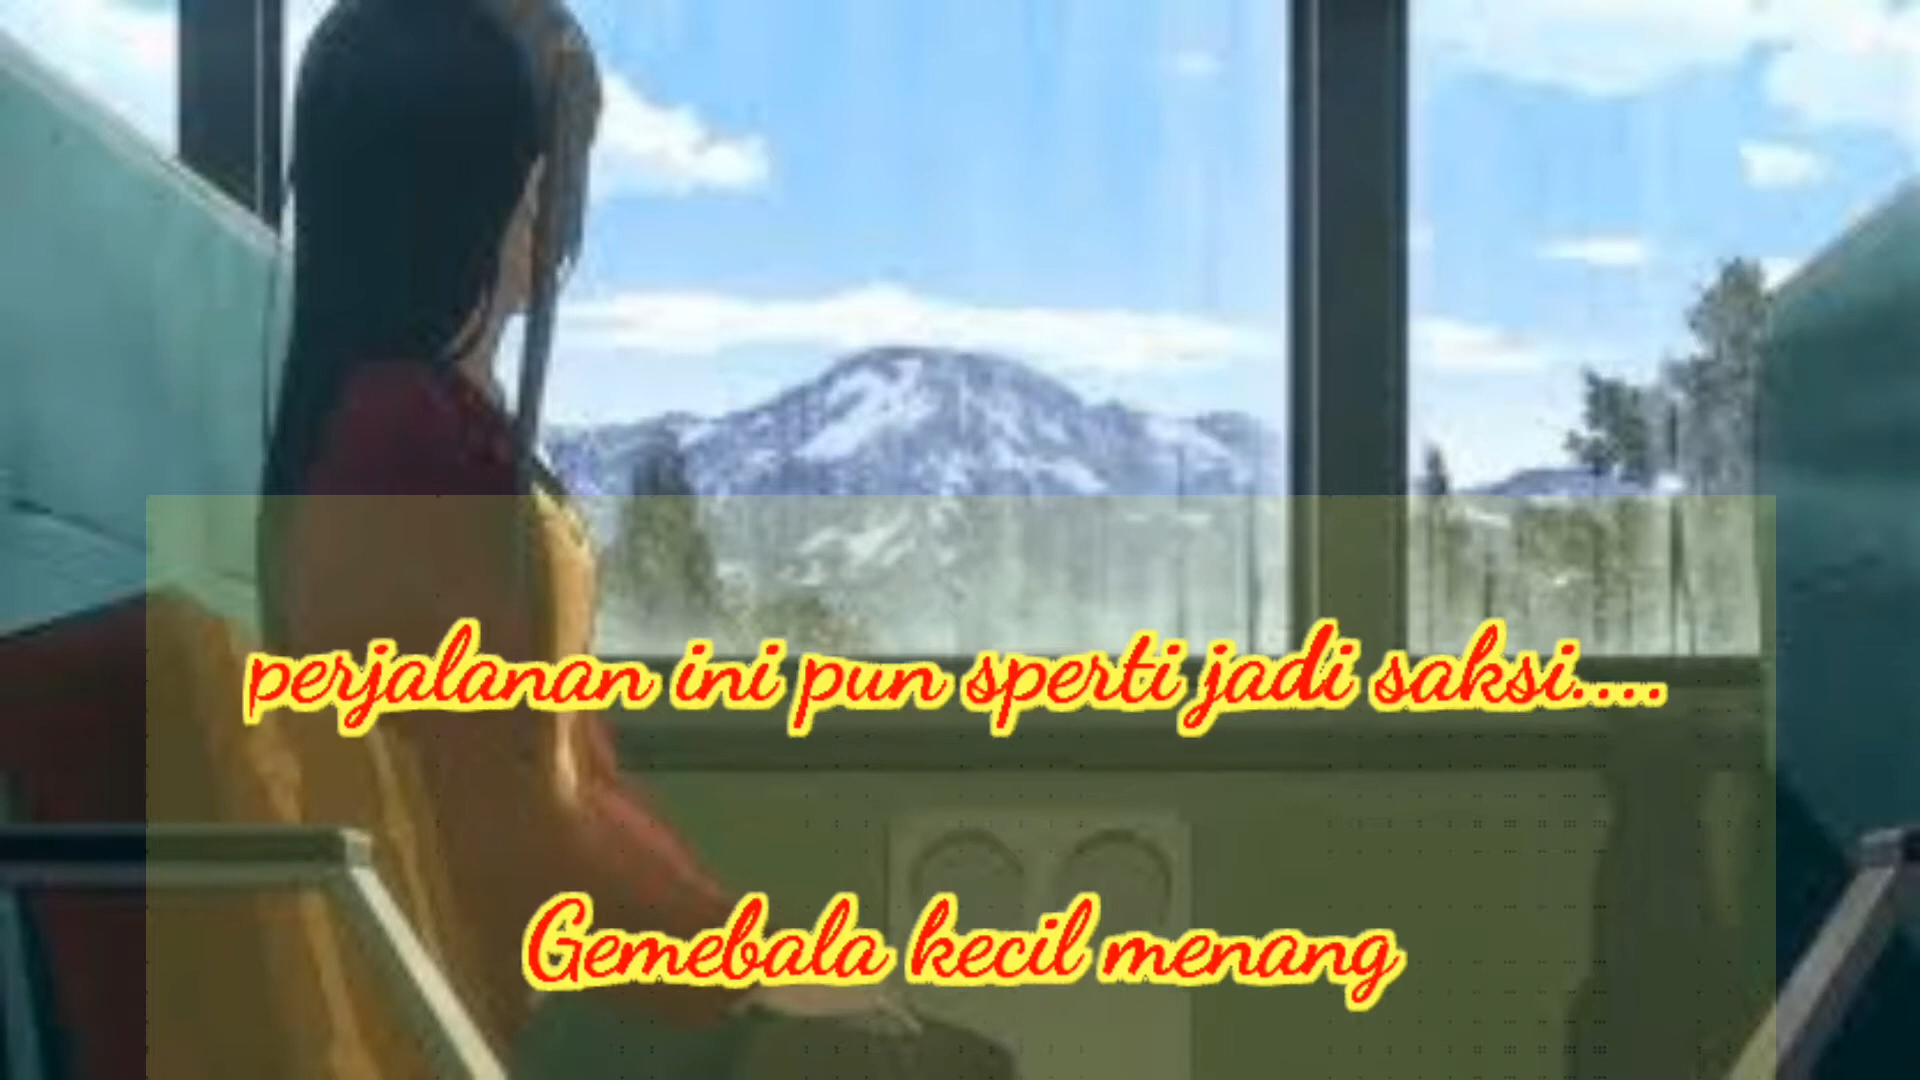 perjalanan ini pun sperti jadi saksi....
Gemebala kecil menang